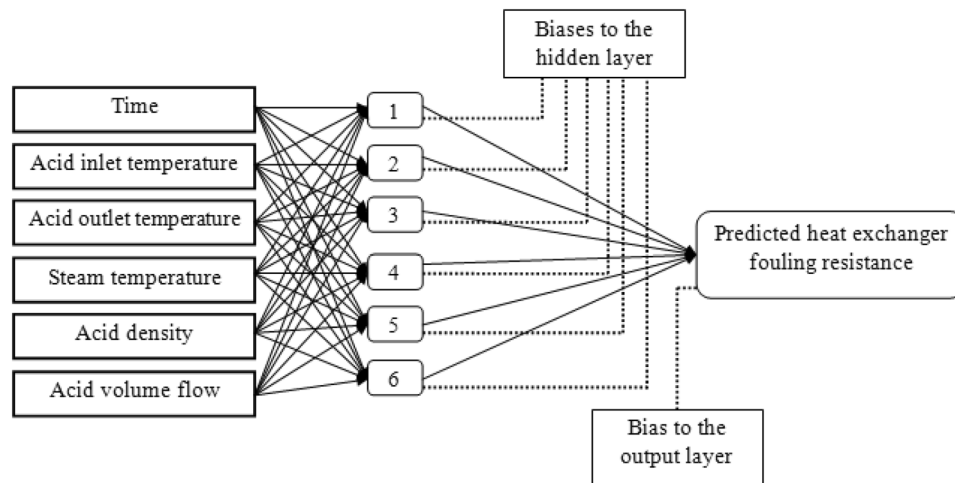 Biases to the
hidden layer
Time
Acid inlet temperature
Acid outlet temperature
Steam temperature
Acid density
Acid volume flow
1
2
3
4
5
6
Predicted heat exchanger
fouling resistance
Bias to the
output layer